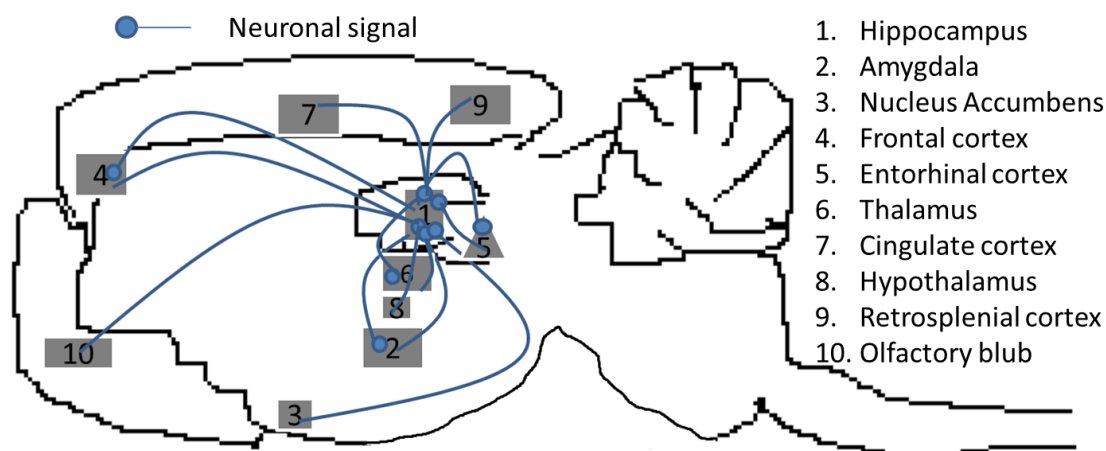 Neuronal signal
1. Hippocampus
2. Amygdala
3. Nucleus Accumbens
4. Frontal cortex
5. Entorhinal cortex
6. Thalamus
7. Cingulate cortex
8. Hypothalamus
9. Retrosplenial cortex
10. Olfactory blub
7
9
4
1
5
6
8
10
2
3